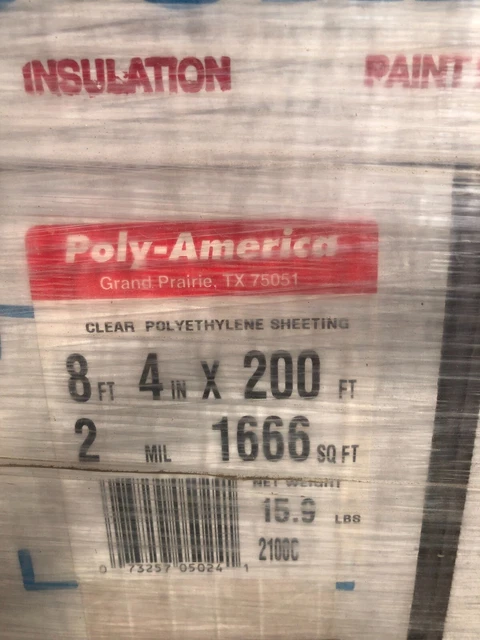 INSULATION PAINT
Poly-America
Grand Prairie, TX 75051
CLEAR POLYETHYLENE SHEETING
8 FT 4 IN X 200 FT
2 MIL 1666 SQ FT
NET WEIGHT
15.9 LBS
2100C
0 73257 05024 1